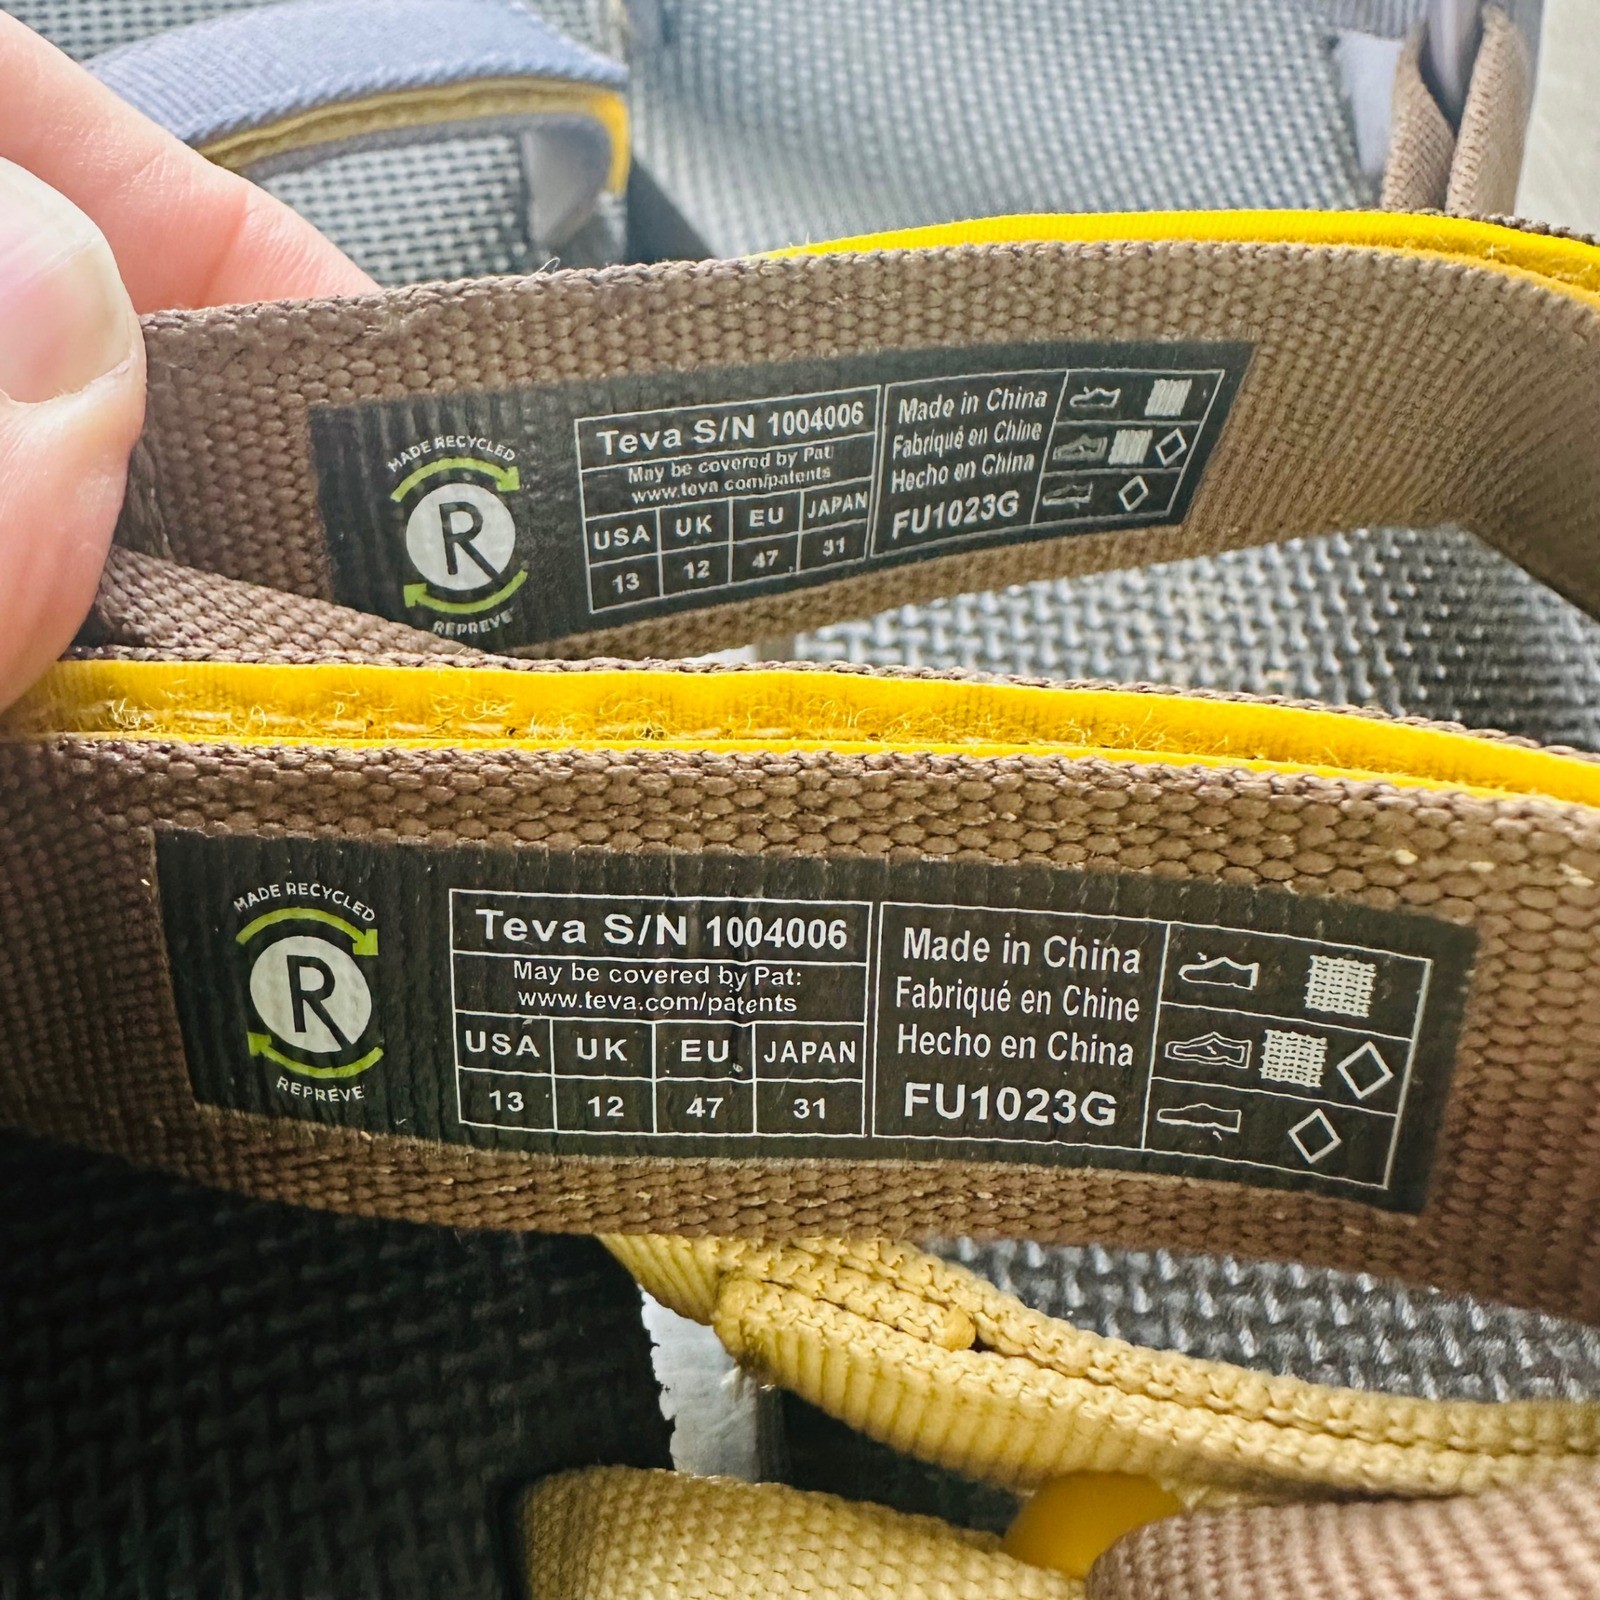 MADE RECYCLED
R
REPREVE
Teva S/N 1004006
May be covered by Pat:
www.teva.com/patents
USA UK EU JAPAN
13 12 47 31
Made in China
Fabriqué en Chine
Hecho en China
FU1023G
MADE RECYCLED
R
REPREVE
Teva S/N 1004006
May be covered by Pat:
www.teva.com/patents
USA UK EU JAPAN
13 12 47 31
Made in China
Fabriqué en Chine
Hecho en China
FU1023G